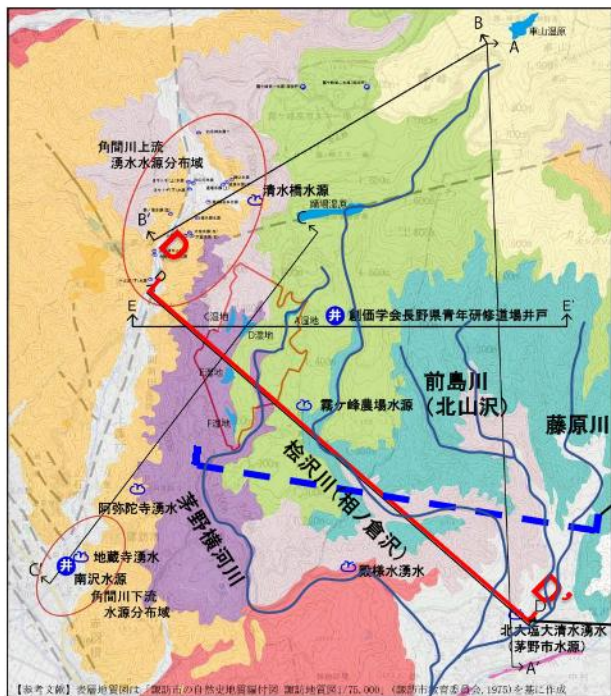 B
A
車山湿原
角間川上流
湧水水源分布域
清水橋水源
踊場湿原
C
B'
D
D
E
E'
C湿地
A湿地
D湿地
井
創価学会長野県青年研修道場井戸
E湿地
前島川
(北山沢)
藤原川
霧ケ峰農場水源
F湿地
桧沢川(相ノ倉沢)
茅野横河川
阿弥陀寺湧水
地蔵寺湧水
井
C'
南沢水源
角間川下流
水源分布域
殿様水湧水
D'
D'
北大塩大清水湧水
(茅野市水源)
A'
【参考文献】表層地質図は「諏訪市の自然史地質編付図 諏訪地質図1/75,000」(諏訪市教育委員会,1975)を基に作成